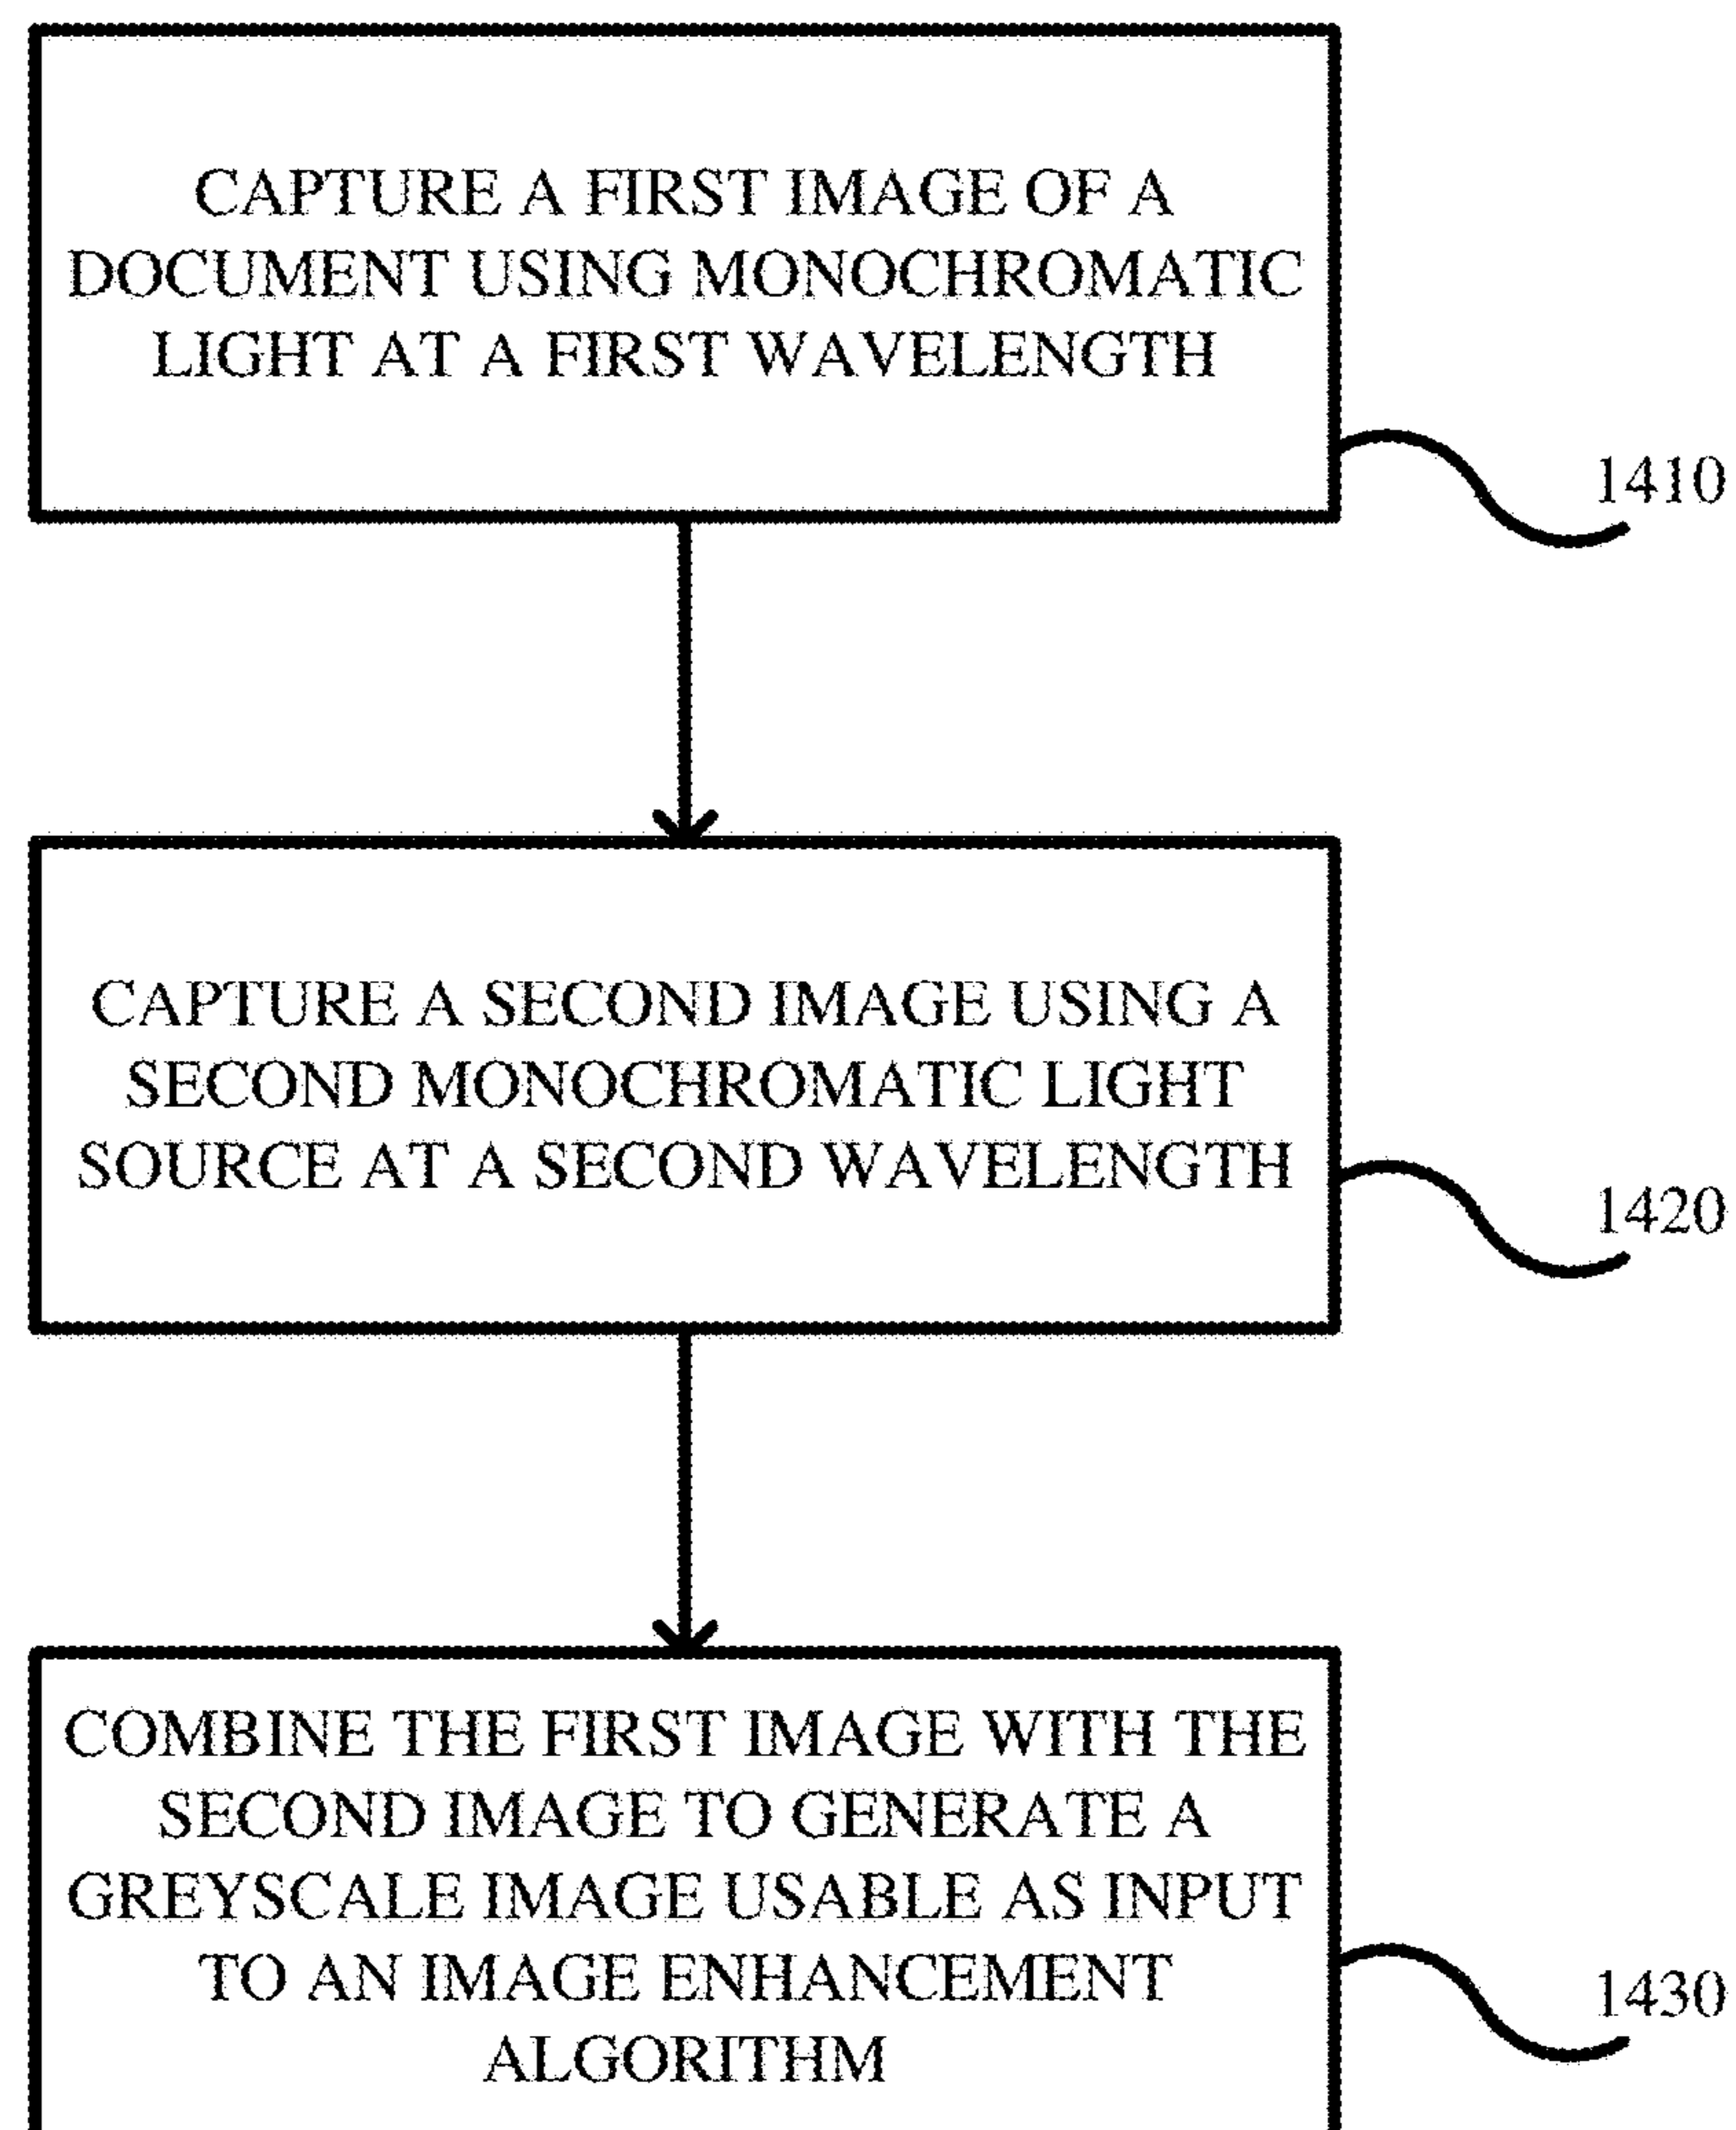 CAPTURE A FIRST IMAGE OF A
DOCUMENT USING MONOCHROMATIC
LIGHT AT A FIRST WAVELENGTH
1410
CAPTURE A SECOND IMAGE USING A
SECOND MONOCHROMATIC LIGHT
SOURCE AT A SECOND WAVELENGTH
1420
COMBINE THE FIRST IMAGE WITH THE
SECOND IMAGE TO GENERATE A
GREYSCALE IMAGE USABLE AS INPUT
TO AN IMAGE ENHANCEMENT
ALGORITHM
1430